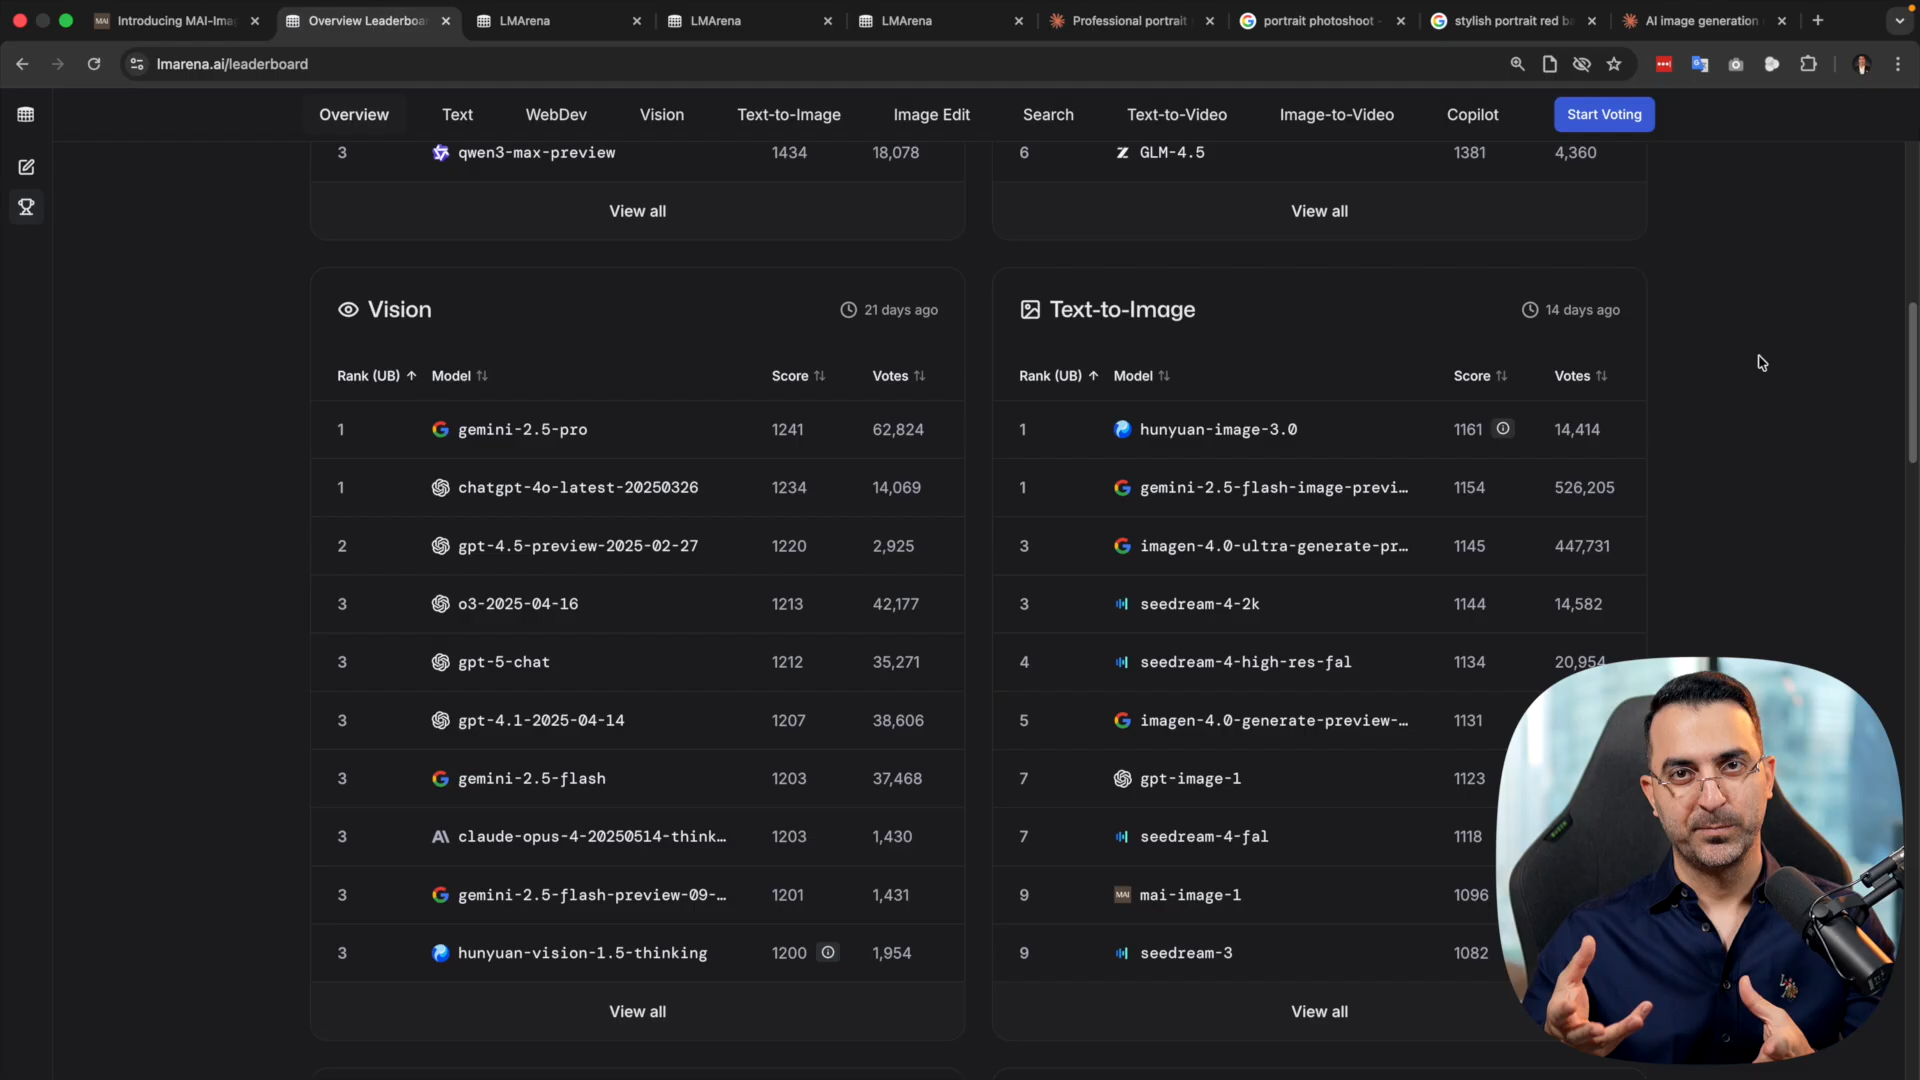 Introducing MAI-Ima
Overview Leaderboa
LMArena
LMArena
LMArena
Professional portrait
portrait photoshoot -
stylish portrait red ba
AI image generation
lmarena.ai/leaderboard
Overview
Text
WebDev
Vision
Text-to-Image
Image Edit
Search
Text-to-Video
Image-to-Video
Copilot
Start Voting
3 qwen3-max-preview 1434 18,078
View all
6 GLM-4.5 1381 4,360
View all
Vision
21 days ago
Rank (UB) Model Score Votes
1 gemini-2.5-pro 1241 62,824
1 chatgpt-4o-latest-20250326 1234 14,069
2 gpt-4.5-preview-2025-02-27 1220 2,925
3 o3-2025-04-16 1213 42,177
3 gpt-5-chat 1212 35,271
3 gpt-4.1-2025-04-14 1207 38,606
3 gemini-2.5-flash 1203 37,468
3 claude-opus-4-20250514-think... 1203 1,430
3 gemini-2.5-flash-preview-09-... 1201 1,431
3 hunyuan-vision-1.5-thinking 1200 1,954
View all
Text-to-Image
14 days ago
Rank (UB) Model Score Votes
1 hunyuan-image-3.0 1161 14,414
1 gemini-2.5-flash-image-previ... 1154 526,205
3 imagen-4.0-ultra-generate-pr... 1145 447,731
3 seedream-4-2k 1144 14,582
4 seedream-4-high-res-fal 1134 20,954
5 imagen-4.0-generate-preview-... 1131
7 gpt-image-1 1123
7 seedream-4-fal 1118
9 MAI mai-image-1 1096
9 seedream-3 1082
View all